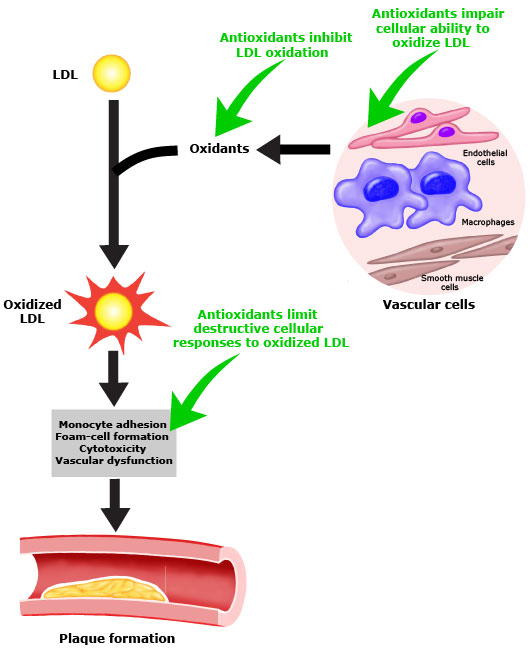 Antioxidants impair
cellular ability to
oxidize LDL
Antioxidants inhibit
LDL oxidation
LDL
Oxidants
Endothelial
cells
Macrophages
Smooth muscle
cells
Vascular cells
Oxidized
LDL
Antioxidants limit
destructive cellular
responses to oxidized LDL
Monocyte adhesion
Foam-cell formation
Cytotoxicity
Vascular dysfunction
Plaque formation